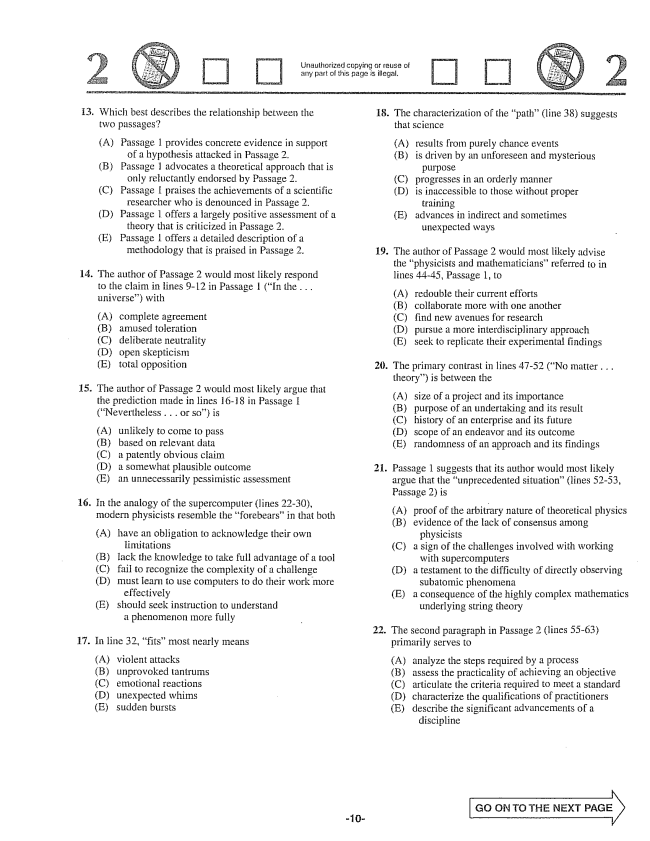 2
Unauthorized copying or reuse of
any part of this page is illegal.
2
13. Which best describes the relationship between the
two passages?
(A) Passage 1 provides concrete evidence in support
of a hypothesis attacked in Passage 2.
(B) Passage 1 advocates a theoretical approach that is
only reluctantly endorsed by Passage 2.
(C) Passage 1 praises the achievements of a scientific
researcher who is denounced in Passage 2.
(D) Passage 1 offers a largely positive assessment of a
theory that is criticized in Passage 2.
(E) Passage 1 offers a detailed description of a
methodology that is praised in Passage 2.
14. The author of Passage 2 would most likely respond
to the claim in lines 9-12 in Passage 1 (“In the . . .
universe”) with
(A) complete agreement
(B) amused toleration
(C) deliberate neutrality
(D) open skepticism
(E) total opposition
15. The author of Passage 2 would most likely argue that
the prediction made in lines 16-18 in Passage 1
(“Nevertheless . . . or so”) is
(A) unlikely to come to pass
(B) based on relevant data
(C) a patently obvious claim
(D) a somewhat plausible outcome
(E) an unnecessarily pessimistic assessment
16. In the analogy of the supercomputer (lines 22-30),
modern physicists resemble the “forebears” in that both
(A) have an obligation to acknowledge their own
limitations
(B) lack the knowledge to take full advantage of a tool
(C) fail to recognize the complexity of a challenge
(D) must learn to use computers to do their work more
effectively
(E) should seek instruction to understand
a phenomenon more fully
17. In line 32, “fits” most nearly means
(A) violent attacks
(B) unprovoked tantrums
(C) emotional reactions
(D) unexpected whims
(E) sudden bursts
18. The characterization of the “path” (line 38) suggests
that science
(A) results from purely chance events
(B) is driven by an unforeseen and mysterious
purpose
(C) progresses in an orderly manner
(D) is inaccessible to those without proper
training
(E) advances in indirect and sometimes
unexpected ways
19. The author of Passage 2 would most likely advise
the “physicists and mathematicians” referred to in
lines 44-45, Passage 1, to
(A) redouble their current efforts
(B) collaborate more with one another
(C) find new avenues for research
(D) pursue a more interdisciplinary approach
(E) seek to replicate their experimental findings
20. The primary contrast in lines 47-52 (“No matter . . .
theory”) is between the
(A) size of a project and its importance
(B) purpose of an undertaking and its result
(C) history of an enterprise and its future
(D) scope of an endeavor and its outcome
(E) randomness of an approach and its findings
21. Passage 1 suggests that its author would most likely
argue that the “unprecedented situation” (lines 52-53,
Passage 2) is
(A) proof of the arbitrary nature of theoretical physics
(B) evidence of the lack of consensus among
physicists
(C) a sign of the challenges involved with working
with supercomputers
(D) a testament to the difficulty of directly observing
subatomic phenomena
(E) a consequence of the highly complex mathematics
underlying string theory
22. The second paragraph in Passage 2 (lines 55-63)
primarily serves to
(A) analyze the steps required by a process
(B) assess the practicality of achieving an objective
(C) articulate the criteria required to meet a standard
(D) characterize the qualifications of practitioners
(E) describe the significant advancements of a
discipline
GO ON TO THE NEXT PAGE
-10-